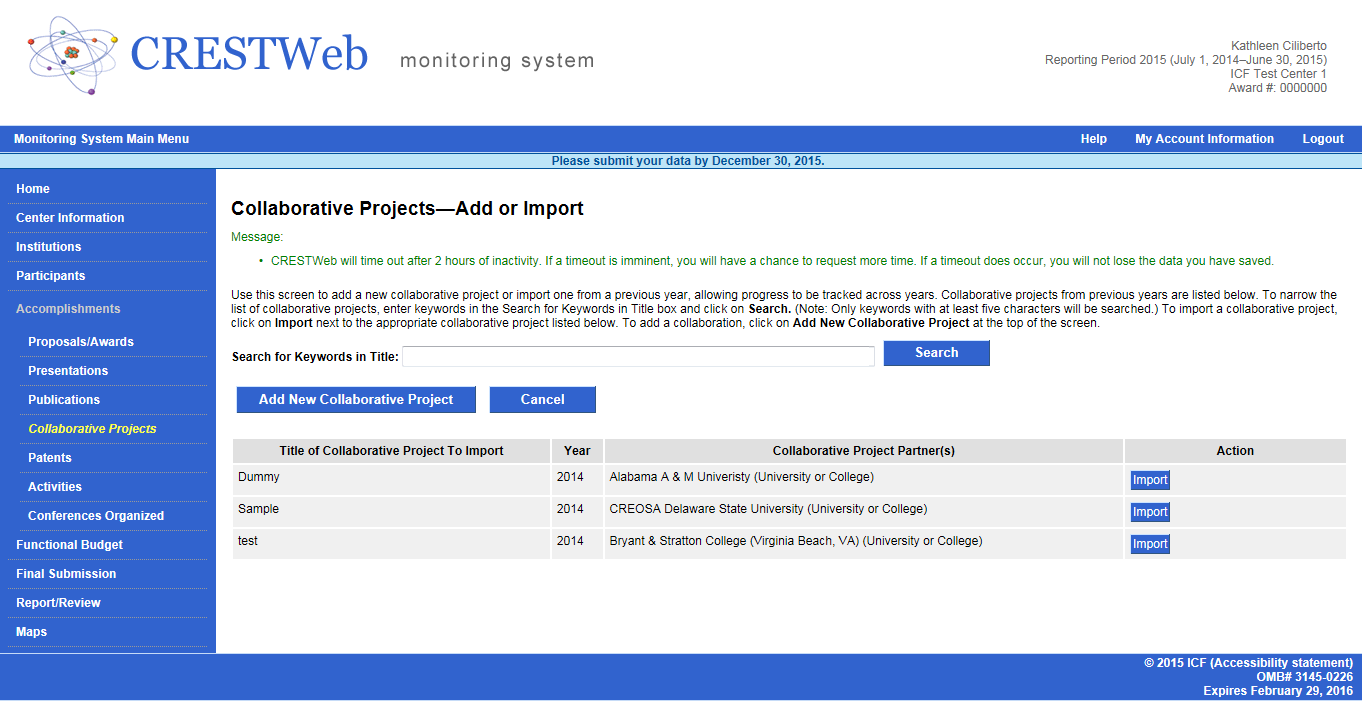 CRESTWeb monitoring system
Kathleen Ciliberto
Reporting Period 2015 (July 1, 2014–June 30, 2015)
ICF Test Center 1
Award #: 0000000
Monitoring System Main Menu Help My Account Information Logout
Please submit your data by December 30, 2015.
Home
Center Information
Institutions
Participants
Accomplishments
Proposals/Awards
Presentations
Publications
Collaborative Projects
Patents
Activities
Conferences Organized
Functional Budget
Final Submission
Report/Review
Maps
Collaborative Projects—Add or Import
Message:
• CRESTWeb will time out after 2 hours of inactivity. If a timeout is imminent, you will have a chance to request more time. If a timeout does occur, you will not lose the data you have saved.
Use this screen to add a new collaborative project or import one from a previous year, allowing progress to be tracked across years. Collaborative projects from previous years are listed below. To narrow the
list of collaborative projects, enter keywords in the Search for Keywords in Title box and click on Search. (Note: Only keywords with at least five characters will be searched.) To import a collaborative project,
click on Import next to the appropriate collaborative project listed below. To add a collaboration, click on Add New Collaborative Project at the top of the screen.
Search for Keywords in Title: Search
Add New Collaborative Project Cancel
Title of Collaborative Project To Import Year Collaborative Project Partner(s) Action
Dummy 2014 Alabama A & M Univeristy (University or College) Import
Sample 2014 CREOSA Delaware State University (University or College) Import
test 2014 Bryant & Stratton College (Virginia Beach, VA) (University or College) Import
© 2015 ICF (Accessibility statement)
OMB# 3145-0226
Expires February 29, 2016